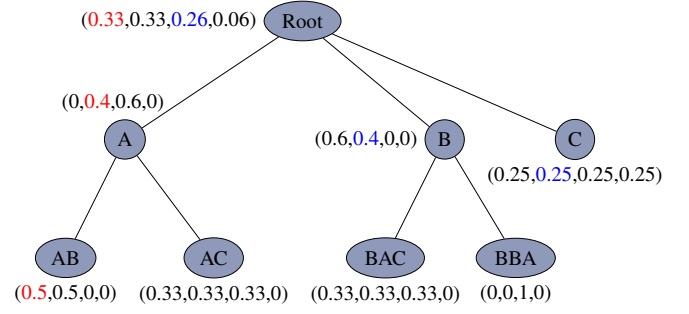 (0.33,0.33,0.26,0.06) Root
(0,0.4,0.6,0)
A (0.6,0.4,0,0) B C
(0.25,0.25,0.25,0.25)
AB AC BAC BBA
(0.5,0.5,0,0) (0.33,0.33,0.33,0) (0.33,0.33,0.33,0) (0,0,1,0)